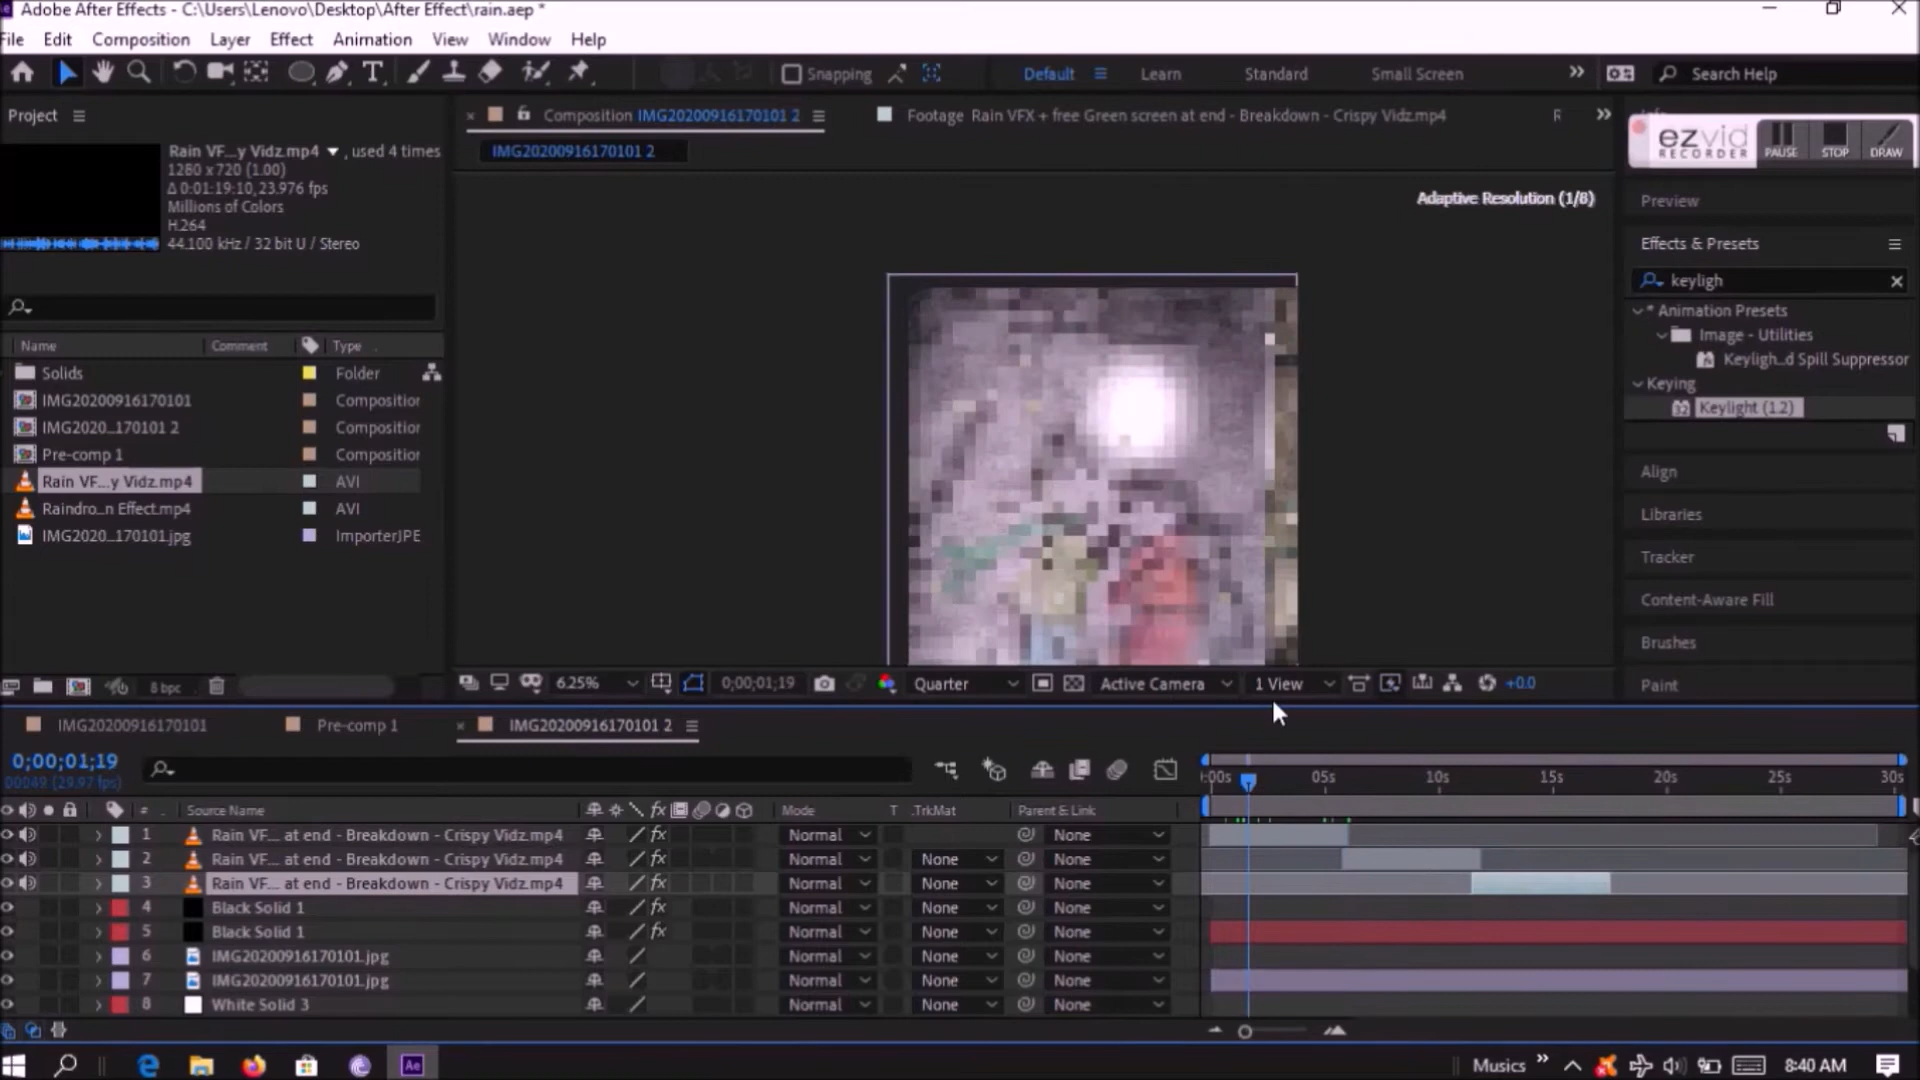 Adobe After Effects - C:\Users\Lenovo\Desktop\After Effect\rain.aep *
File Edit Composition Layer Effect Animation View Window Help
Snapping Default Learn Standard Small Screen Search Help
Project
Composition IMG20200916170101 2
Footage Rain VFX + free Green screen at end - Breakdown - Crispy Vidz.mp4
IMG20200916170101 2
Rain VF...y Vidz.mp4 , used 4 times
1280 x 720 (1.00)
Δ 0:01:19:10, 23.976 fps
Millions of Colors
H.264
44.100 kHz / 32 bit U / Stereo
Adaptive Resolution (1/8)
ezvid
RECORDER
PAUSE STOP DRAW
Preview
Effects & Presets
keyligh
* Animation Presets
Image - Utilities
Keyligh...d Spill Suppressor
Keying
Keylight (1.2)
Align
Libraries
Tracker
Content-Aware Fill
Brushes
Paint
Name Comment Type
Solids Folder
IMG20200916170101 Composition
IMG2020...170101 2 Composition
Pre-comp 1 Composition
Rain VF...y Vidz.mp4 AVI
Raindro...n Effect.mp4 AVI
IMG2020...170101.jpg ImporterJPE
8 bpc
6.25% 0;00;01;19 Quarter Active Camera 1 View +0.0
IMG20200916170101 Pre-comp 1 IMG20200916170101 2
0;00;01;19
00049 (29.97 fps)
:00s 05s 10s 15s 20s 25s 30s
# Source Name fx Mode T .TrkMat Parent & Link
1 Rain VF... at end - Breakdown - Crispy Vidz.mp4 fx Normal None
2 Rain VF... at end - Breakdown - Crispy Vidz.mp4 fx Normal None None
3 Rain VF... at end - Breakdown - Crispy Vidz.mp4 fx Normal None None
4 Black Solid 1 fx Normal None None
5 Black Solid 1 fx Normal None None
6 IMG20200916170101.jpg Normal None None
7 IMG20200916170101.jpg Normal None None
8 White Solid 3 Normal None None
Ae Musics 8:40 AM